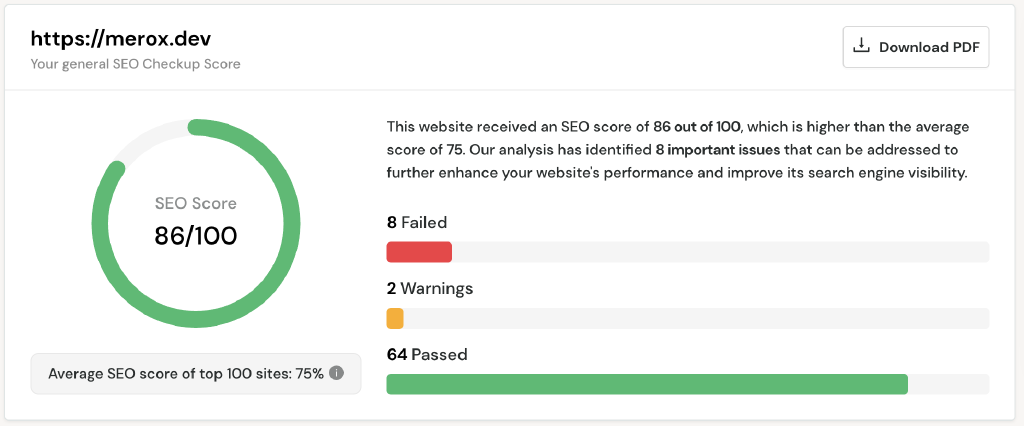 https://merox.dev
Your general SEO Checkup Score
Download PDF
SEO Score
86/100
Average SEO score of top 100 sites: 75%
This website received an SEO score of 86 out of 100, which is higher than the average
score of 75. Our analysis has identified 8 important issues that can be addressed to
further enhance your website's performance and improve its search engine visibility.
8 Failed
2 Warnings
64 Passed